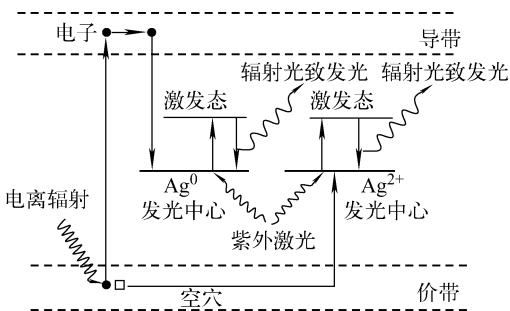 电子
导带
辐射光致发光
辐射光致发光
激发态
激发态
Ag⁰
发光中心
Ag²⁺
发光中心
电离辐射
紫外激光
空穴
价带